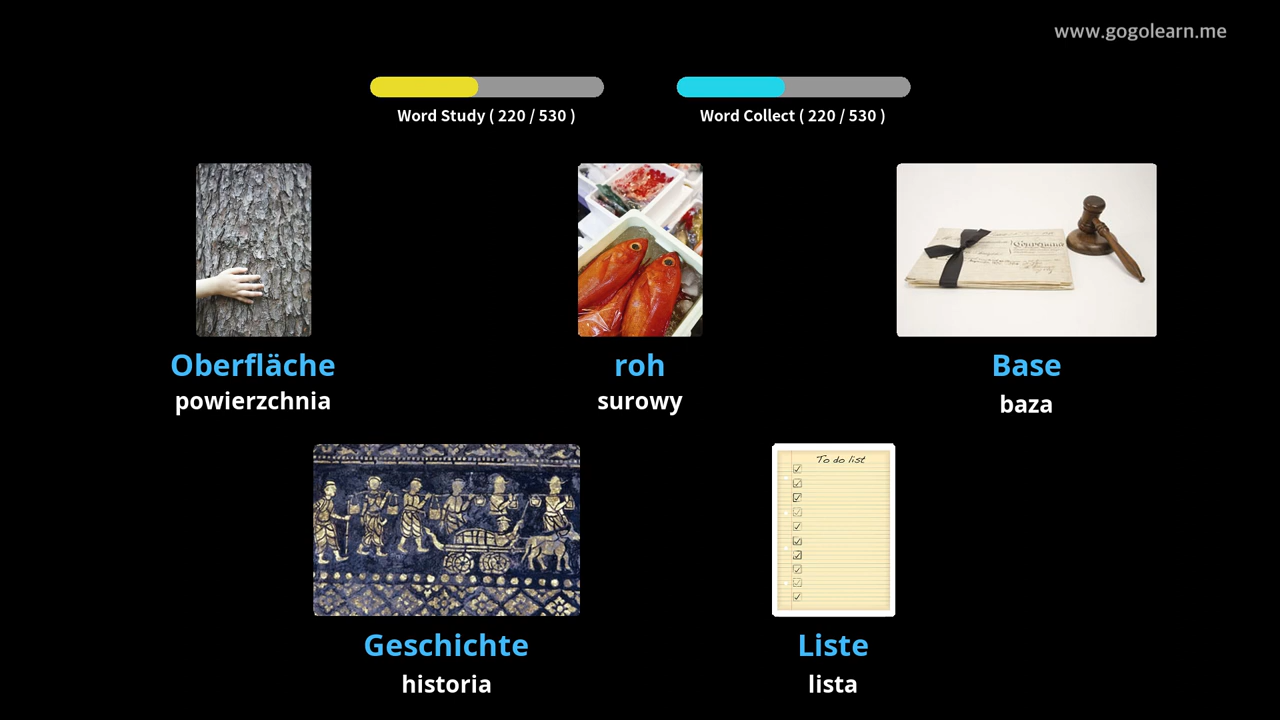 www.gogolearn.me
Word Study ( 220 / 530 )
Word Collect ( 220 / 530 )
Oberfläche
powierzchnia
roh
surowy
Base
baza
Geschichte
historia
To do list
Liste
lista